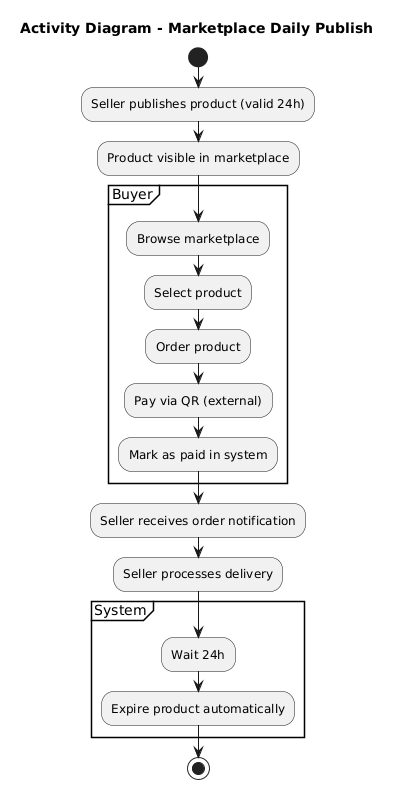 Activity Diagram - Marketplace Daily Publish
Seller publishes product (valid 24h)
Product visible in marketplace
Buyer
Browse marketplace
Select product
Order product
Pay via QR (external)
Mark as paid in system
Seller receives order notification
Seller processes delivery
System
Wait 24h
Expire product automatically